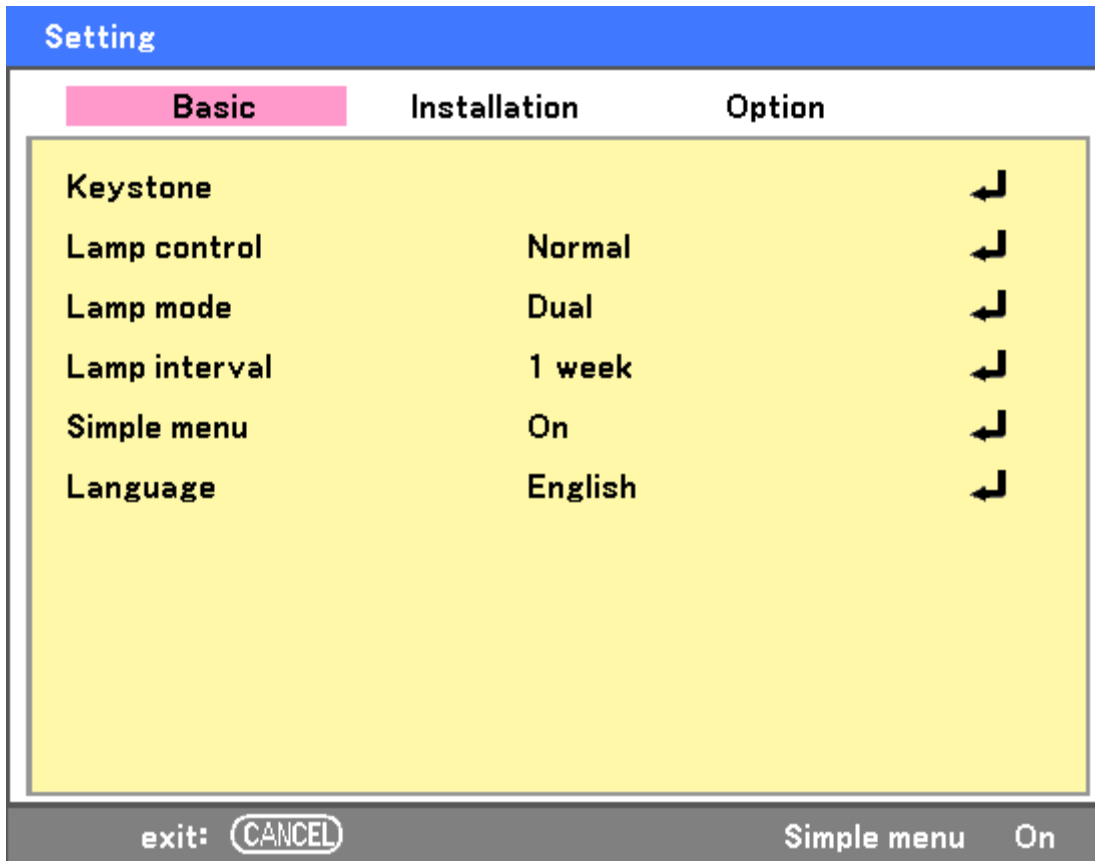 Setting
Basic Installation Option
Keystone
Lamp control Normal
Lamp mode Dual
Lamp interval 1 week
Simple menu On
Language English
exit: CANCEL Simple menu On